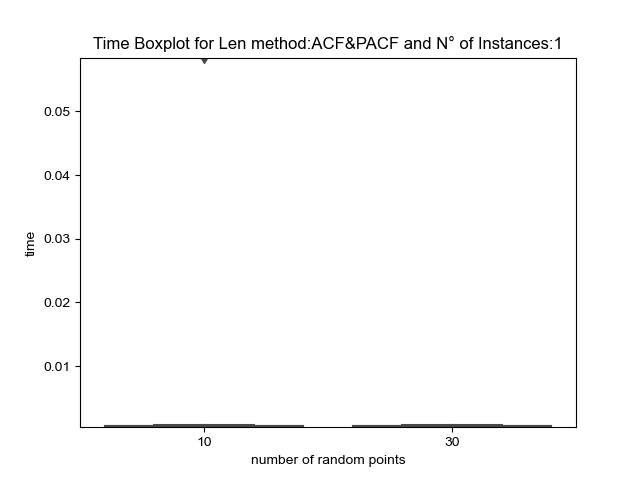 Time Boxplot for Len method:ACF&PACF and N° of Instances:1
0.05
0.04
0.03
0.02
0.01
time
10 30
number of random points